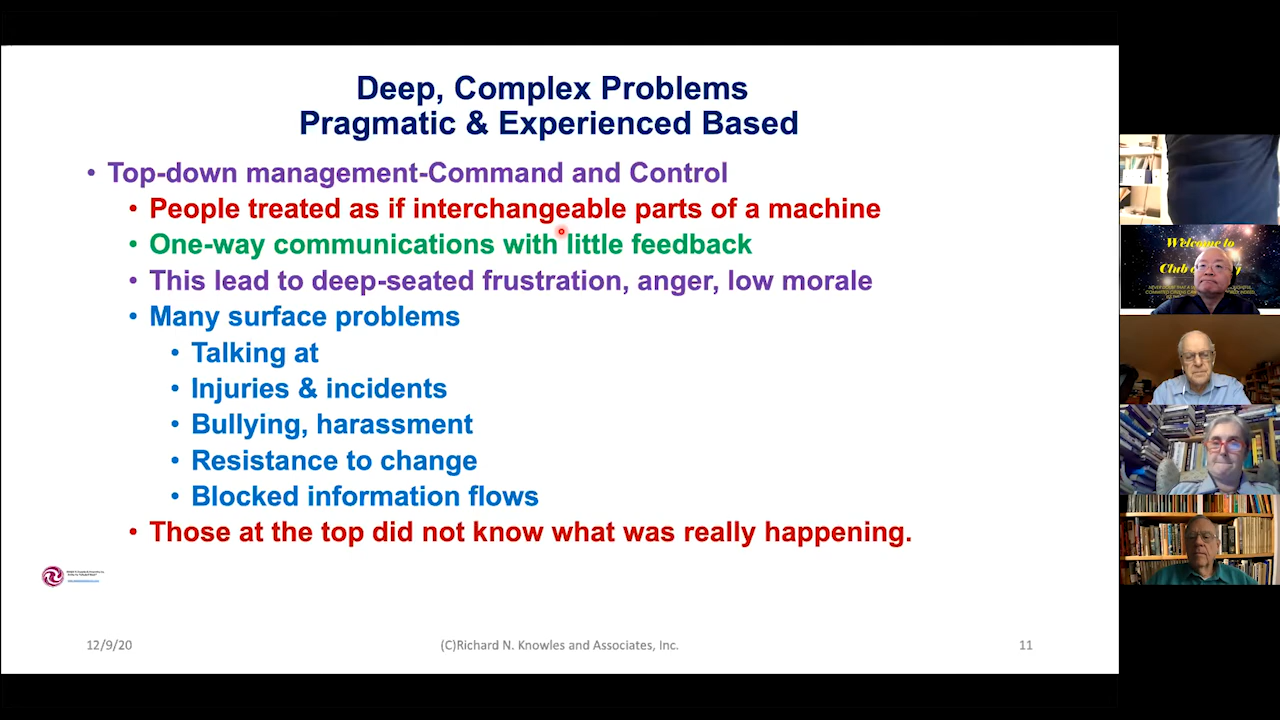 Deep, Complex Problems
Pragmatic & Experienced Based
• Top-down management-Command and Control
• People treated as if interchangeable parts of a machine
• One-way communications with little feedback
• This lead to deep-seated frustration, anger, low morale
• Many surface problems
• Talking at
• Injuries & incidents
• Bullying, harassment
• Resistance to change
• Blocked information flows
• Those at the top did not know what was really happening.
12/9/20
(C)Richard N. Knowles and Associates, Inc.
11
Welcome to
Club